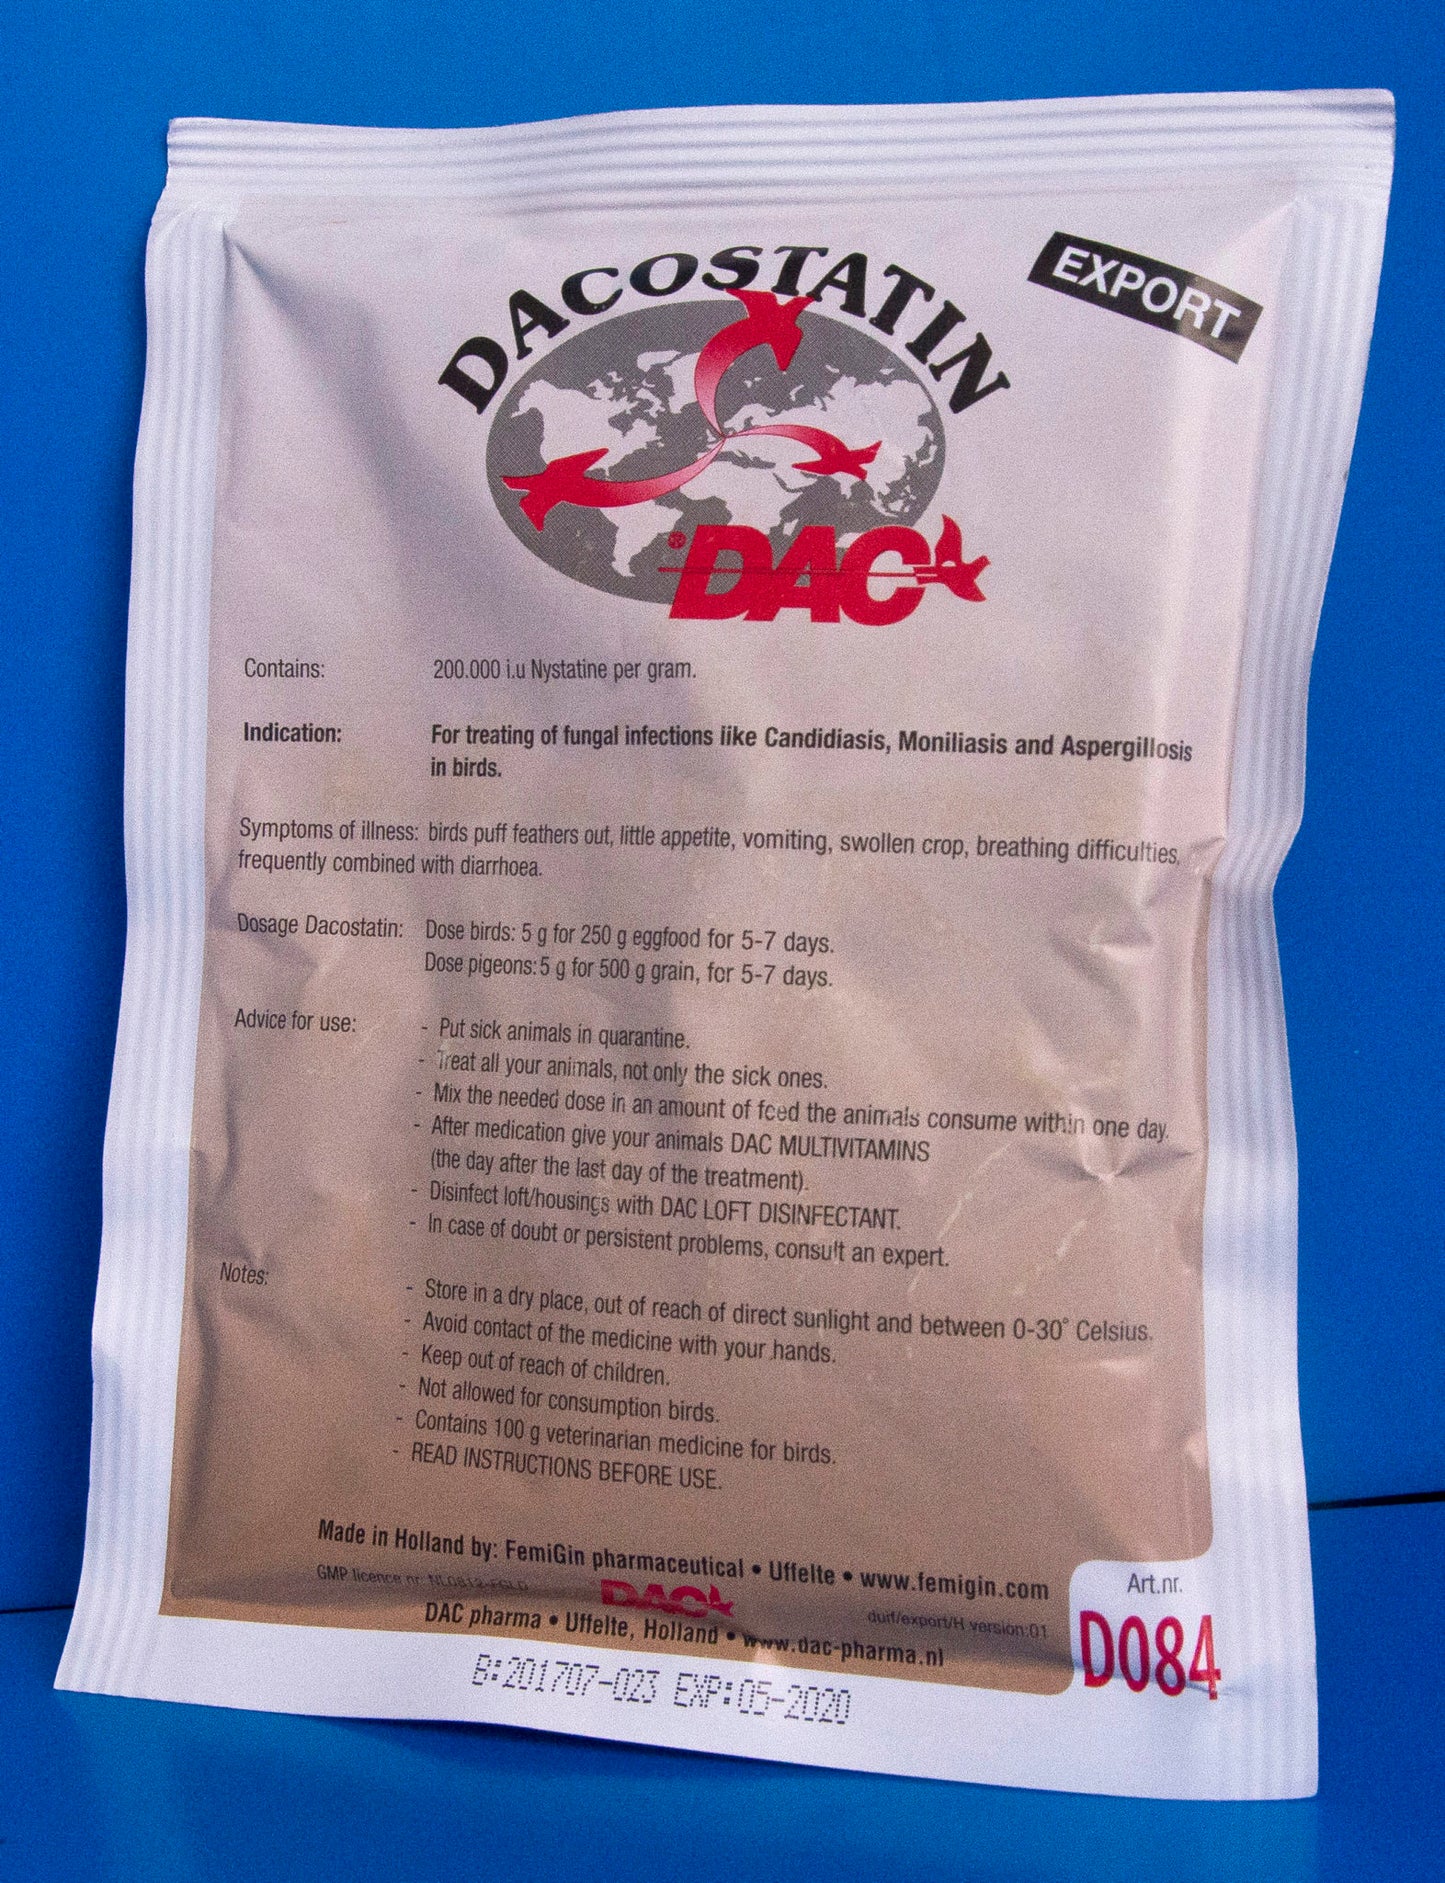 DACOSTATIN
EXPORT
® DAC
Contains: 200.000 i.u Nystatine per gram.
Indication: For treating of fungal infections like Candidiasis, Moniliasis and Aspergillosis
in birds.
Symptoms of illness: birds puff feathers out, little appetite, vomiting, swollen crop, breathing difficulties,
frequently combined with diarrhoea.
Dosage Dacostatin: Dose birds: 5 g for 250 g eggfood for 5-7 days.
Dose pigeons: 5 g for 500 g grain, for 5-7 days.
Advice for use: - Put sick animals in quarantine.
- Treat all your animals, not only the sick ones.
- Mix the needed dose in an amount of feed the animals consume within one day.
- After medication give your animals DAC MULTIVITAMINS
(the day after the last day of the treatment).
- Disinfect loft/housings with DAC LOFT DISINFECTANT.
- In case of doubt or persistent problems, consult an expert.
Notes:
- Store in a dry place, out of reach of direct sunlight and between 0-30° Celsius.
- Avoid contact of the medicine with your hands.
- Keep out of reach of children.
- Not allowed for consumption birds.
- Contains 100 g veterinarian medicine for birds.
- READ INSTRUCTIONS BEFORE USE.
Made in Holland by: FemiGin pharmaceutical • Uffelte • www.femigin.com
GMP licence nr:
DAC
duif/export/H version:01
DAC pharma • Uffelte, Holland • www.dac-pharma.nl
Art.nr.
D084
B:201707-023 EXP:05-2020